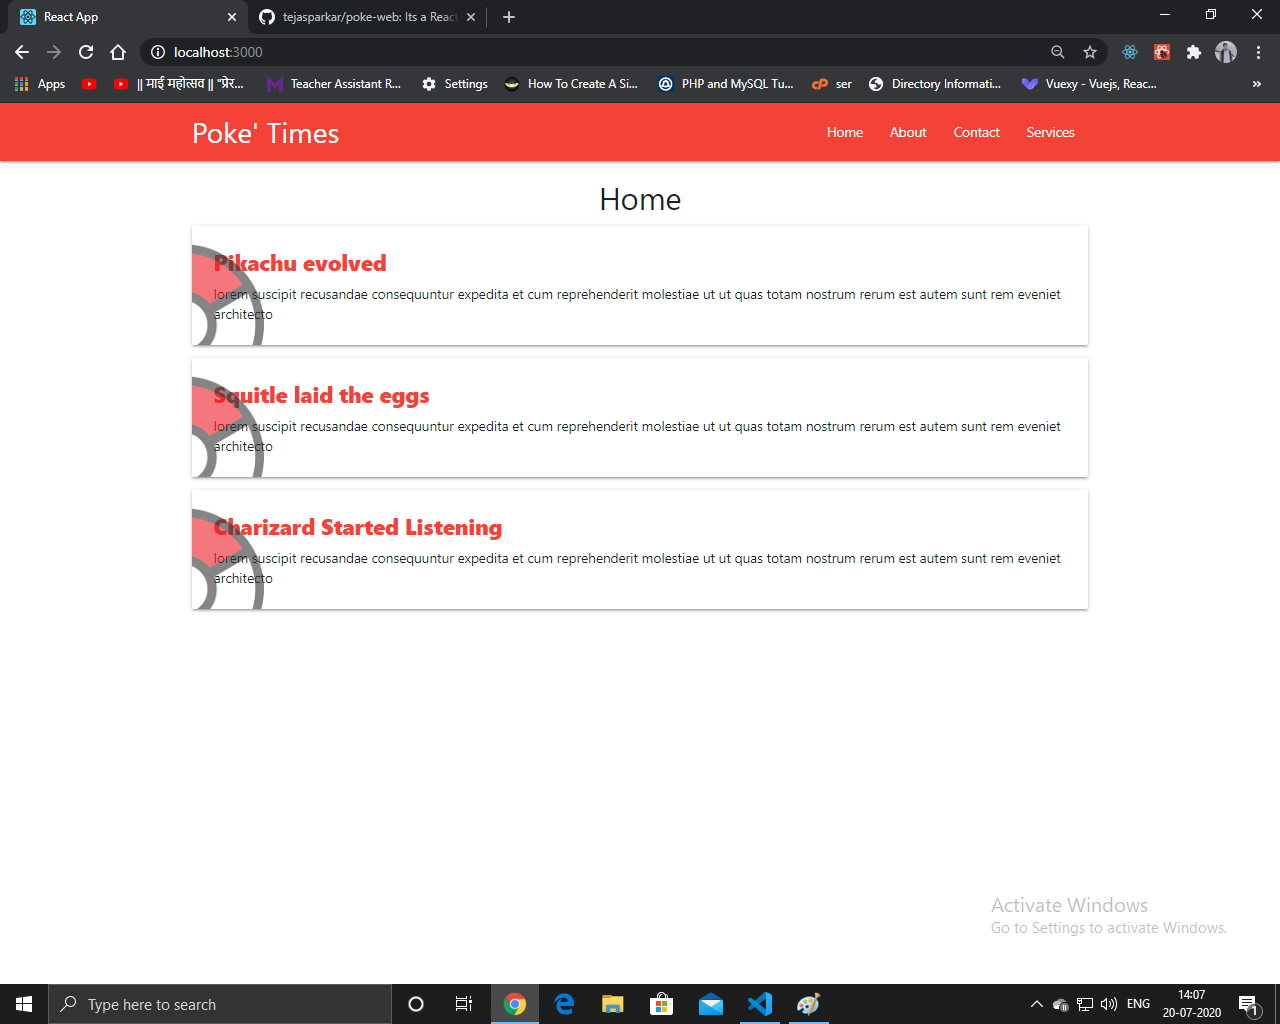 React App
tejasparkar/poke-web: Its a React
localhost:3000
Apps
|| माई महोत्सव || "प्रेर...
Teacher Assistant R...
Settings
How To Create A Si...
PHP and MySQL Tu...
ser
Directory Informati...
Vuexy - Vuejs, Reac...
»
Poke' Times
Home
About
Contact
Services
Home
Pikachu evolved
lorem suscipit recusandae consequuntur expedita et cum reprehenderit molestiae ut ut quas totam nostrum rerum est autem sunt rem eveniet
architecto
Squitle laid the eggs
lorem suscipit recusandae consequuntur expedita et cum reprehenderit molestiae ut ut quas totam nostrum rerum est autem sunt rem eveniet
architecto
Charizard Started Listening
lorem suscipit recusandae consequuntur expedita et cum reprehenderit molestiae ut ut quas totam nostrum rerum est autem sunt rem eveniet
architecto
Activate Windows
Go to Settings to activate Windows.
Type here to search
ENG
14:07
20-07-2020
1